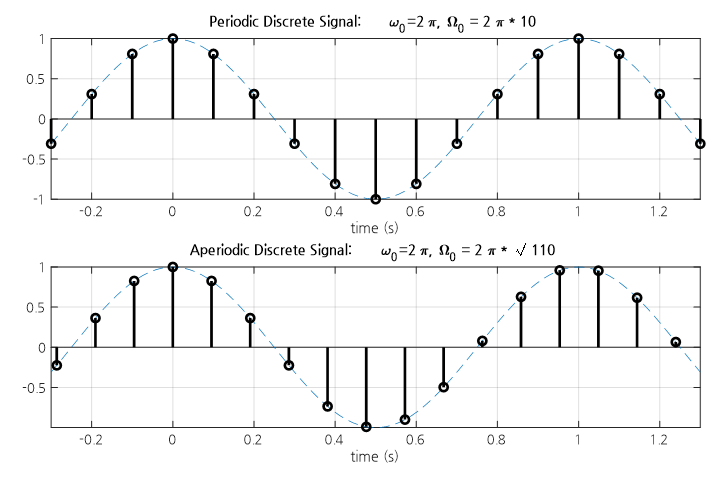 Periodic Discrete Signal: ω₀=2 π, Ω₀ = 2 π * 10
1
0.5
0
-0.5
-1
-0.2 0 0.2 0.4 0.6 0.8 1 1.2
time (s)
Aperiodic Discrete Signal: ω₀=2 π, Ω₀ = 2 π * √ 110
1
0.5
0
-0.5
-0.2 0 0.2 0.4 0.6 0.8 1 1.2
time (s)